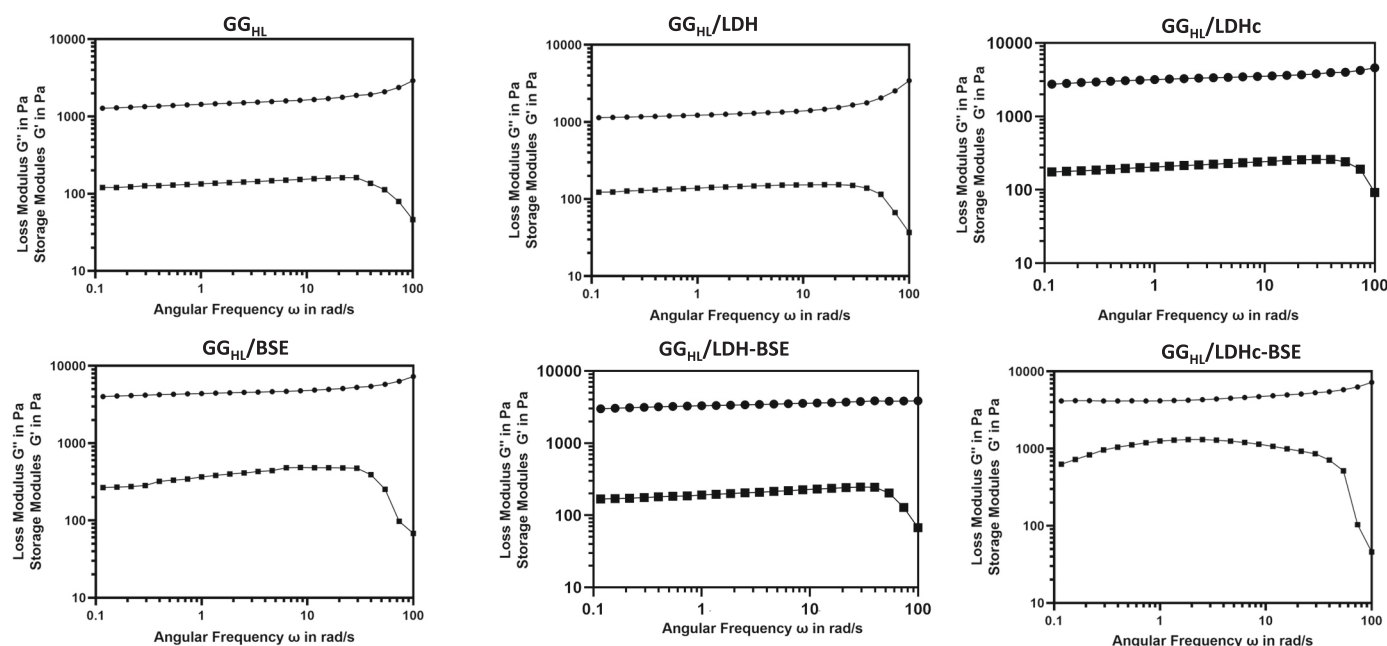 GG_HL
10000
1000
100
10
0.1
1
10
100
Loss Modulus G'' in Pa
Storage Modules G' in Pa
Angular Frequency ω in rad/s
GG_HL/LDH
10000
1000
100
10
0.1
1
10
100
Loss Modulus G'' in Pa
Storage Modules G' in Pa
Angular Frequency ω in rad/s
GG_HL/LDHc
10000
1000
100
10
0.1
1
10
100
Loss Modulus G'' in Pa
Storage Modules G' in Pa
Angular Frequency ω in rad/s
GG_HL/BSE
10000
1000
100
10
0.1
1
10
100
Loss Modulus G'' in Pa
Storage Modules G' in Pa
Angular Frequency ω in rad/s
GG_HL/LDH-BSE
10000
1000
100
10
0.1
1
10
100
Loss Modulus G'' in Pa
Storage Modules G' in Pa
Angular Frequency ω in rad/s
GG_HL/LDHc-BSE
10000
1000
100
10
0.1
1
10
100
Loss Modulus G'' in Pa
Storage Modules G' in Pa
Angular Frequency ω in rad/s